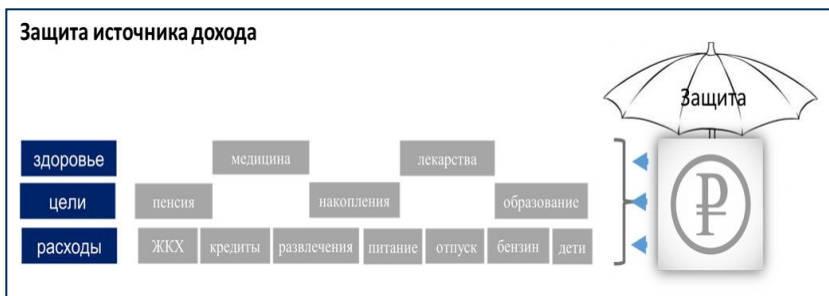 Защита источника дохода
Защита
здоровье медицина лекарства
цели пенсия накопления образование
расходы ЖКХ кредиты развлечения питание отпуск бензин дети
₽